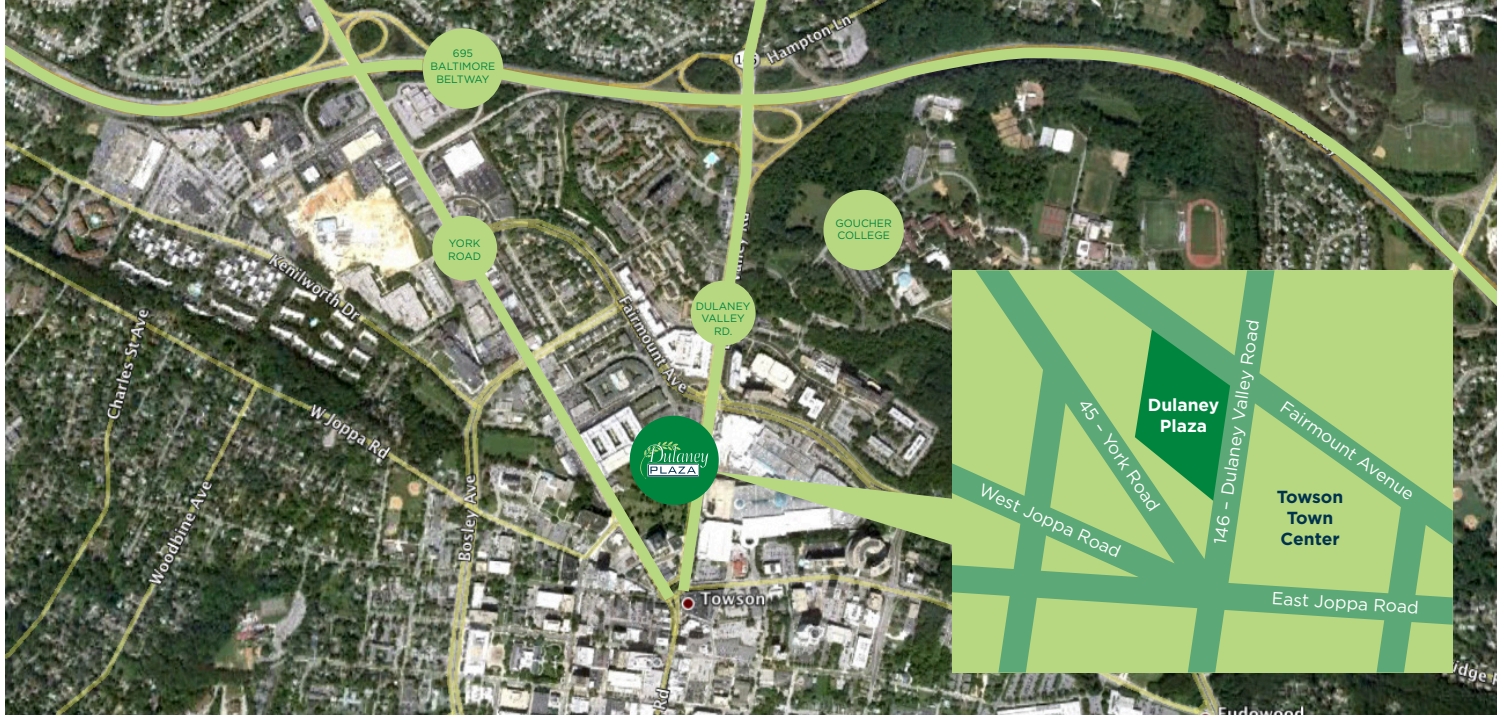 Hampton Ln
695
BALTIMORE
BELTWAY
GOUCHER
COLLEGE
YORK
ROAD
Kenilworth Dr
DULANEY
VALLEY
RD.
Fairmount Ave
Charles St Ave
W Joppa Rd
Dulaney
PLAZA
Woodbine Ave
Bosley Ave
Towson
Rd
Eudowood
Dulaney
Plaza
146 – Dulaney Valley Road
45 – York Road
Fairmount Avenue
West Joppa Road
Towson
Town
Center
East Joppa Road